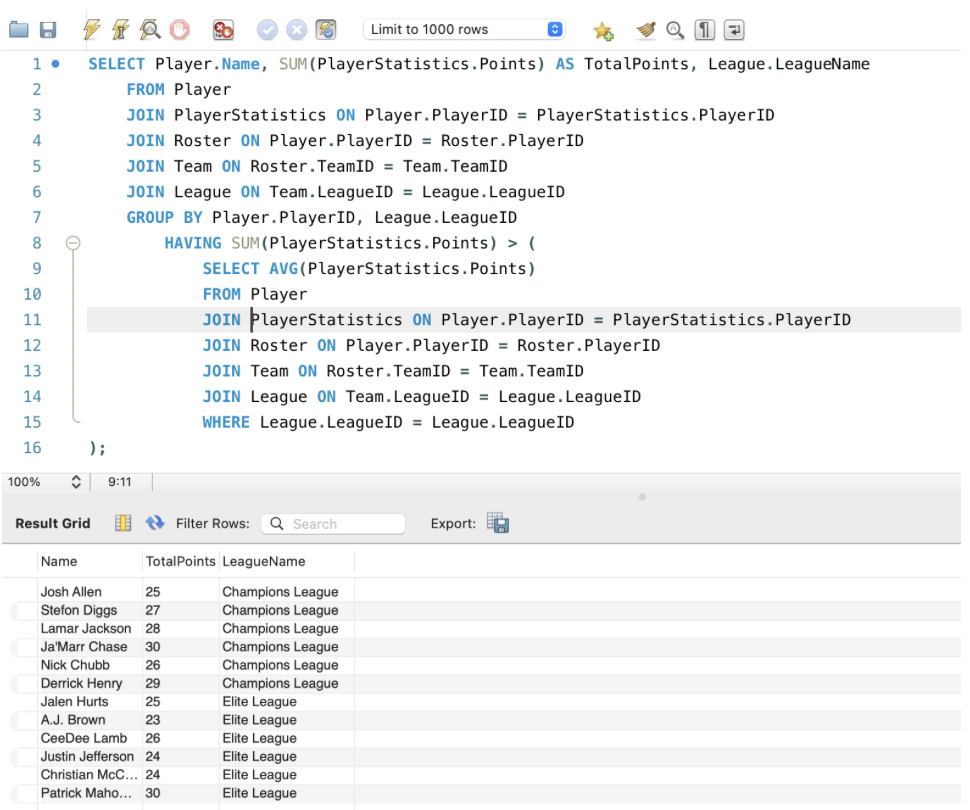 Limit to 1000 rows
1 SELECT Player.Name, SUM(PlayerStatistics.Points) AS TotalPoints, League.LeagueName
2 FROM Player
3 JOIN PlayerStatistics ON Player.PlayerID = PlayerStatistics.PlayerID
4 JOIN Roster ON Player.PlayerID = Roster.PlayerID
5 JOIN Team ON Roster.TeamID = Team.TeamID
6 JOIN League ON Team.LeagueID = League.LeagueID
7 GROUP BY Player.PlayerID, League.LeagueID
8 HAVING SUM(PlayerStatistics.Points) > (
9 SELECT AVG(PlayerStatistics.Points)
10 FROM Player
11 JOIN PlayerStatistics ON Player.PlayerID = PlayerStatistics.PlayerID
12 JOIN Roster ON Player.PlayerID = Roster.PlayerID
13 JOIN Team ON Roster.TeamID = Team.TeamID
14 JOIN League ON Team.LeagueID = League.LeagueID
15 WHERE League.LeagueID = League.LeagueID
16 );
100% 9:11
Result Grid Filter Rows: Search Export:
Name TotalPoints LeagueName
Josh Allen 25 Champions League
Stefon Diggs 27 Champions League
Lamar Jackson 28 Champions League
Ja'Marr Chase 30 Champions League
Nick Chubb 26 Champions League
Derrick Henry 29 Champions League
Jalen Hurts 25 Elite League
A.J. Brown 23 Elite League
CeeDee Lamb 26 Elite League
Justin Jefferson 24 Elite League
Christian McC... 24 Elite League
Patrick Maho... 30 Elite League